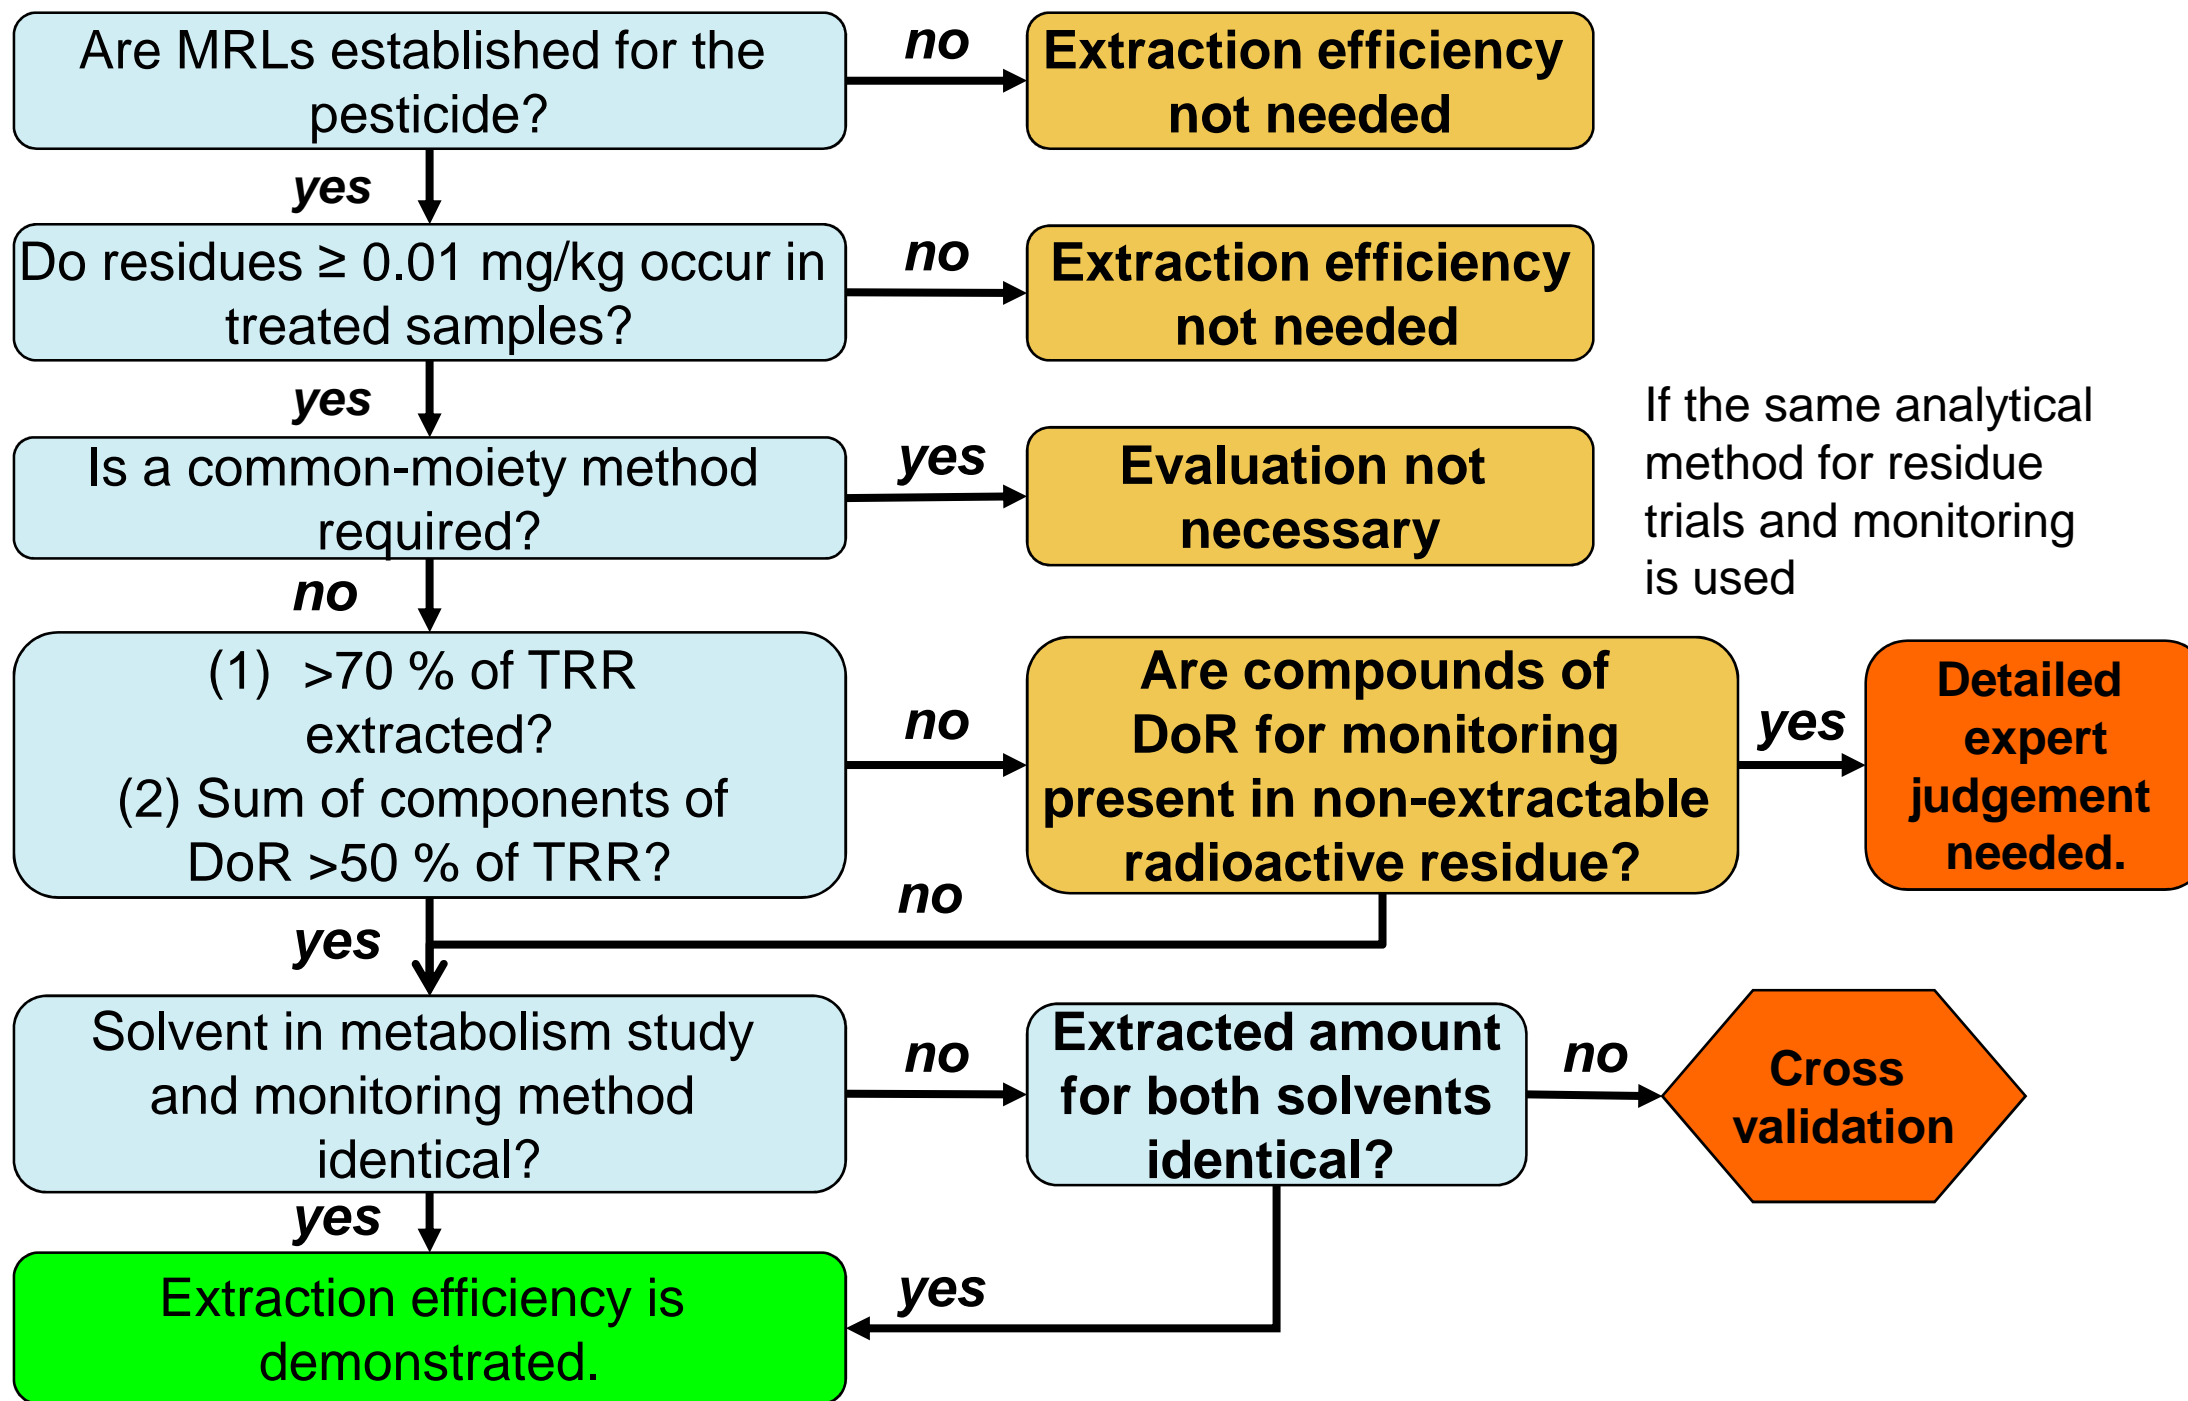 Are MRLs established for the
pesticide?
no
Extraction efficiency
not needed
yes
Do residues ≥ 0.01 mg/kg occur in
treated samples?
no
Extraction efficiency
not needed
yes
Is a common-moiety method
required?
yes
Evaluation not
necessary
If the same analytical
method for residue
trials and monitoring
is used
no
(1) >70 % of TRR
extracted?
(2) Sum of components of
DoR >50 % of TRR?
no
Are compounds of
DoR for monitoring
present in non-extractable
radioactive residue?
yes
Detailed
expert
judgement
needed.
no
yes
Solvent in metabolism study
and monitoring method
identical?
no
Extracted amount
for both solvents
identical?
no
Cross
validation
yes
yes
Extraction efficiency is
demonstrated.